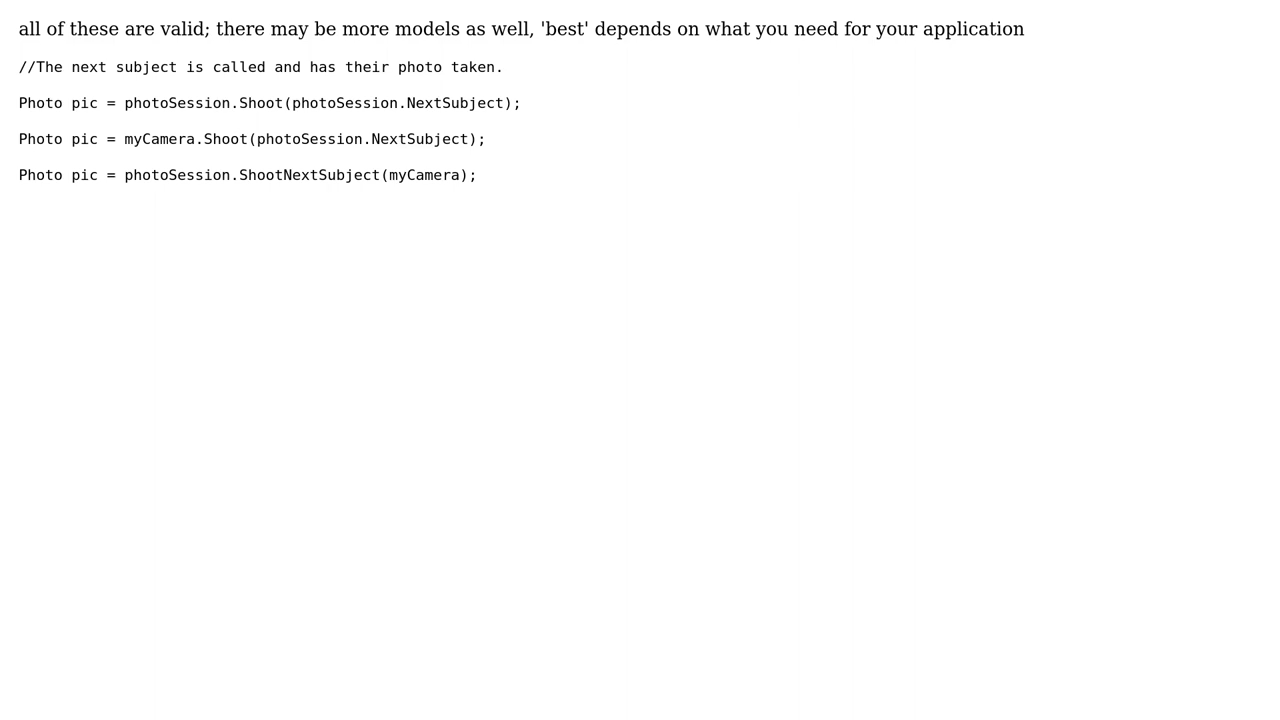 all of these are valid; there may be more models as well, 'best' depends on what you need for your application
//The next subject is called and has their photo taken.
Photo pic = photoSession.Shoot(photoSession.NextSubject);
Photo pic = myCamera.Shoot(photoSession.NextSubject);
Photo pic = photoSession.ShootNextSubject(myCamera);